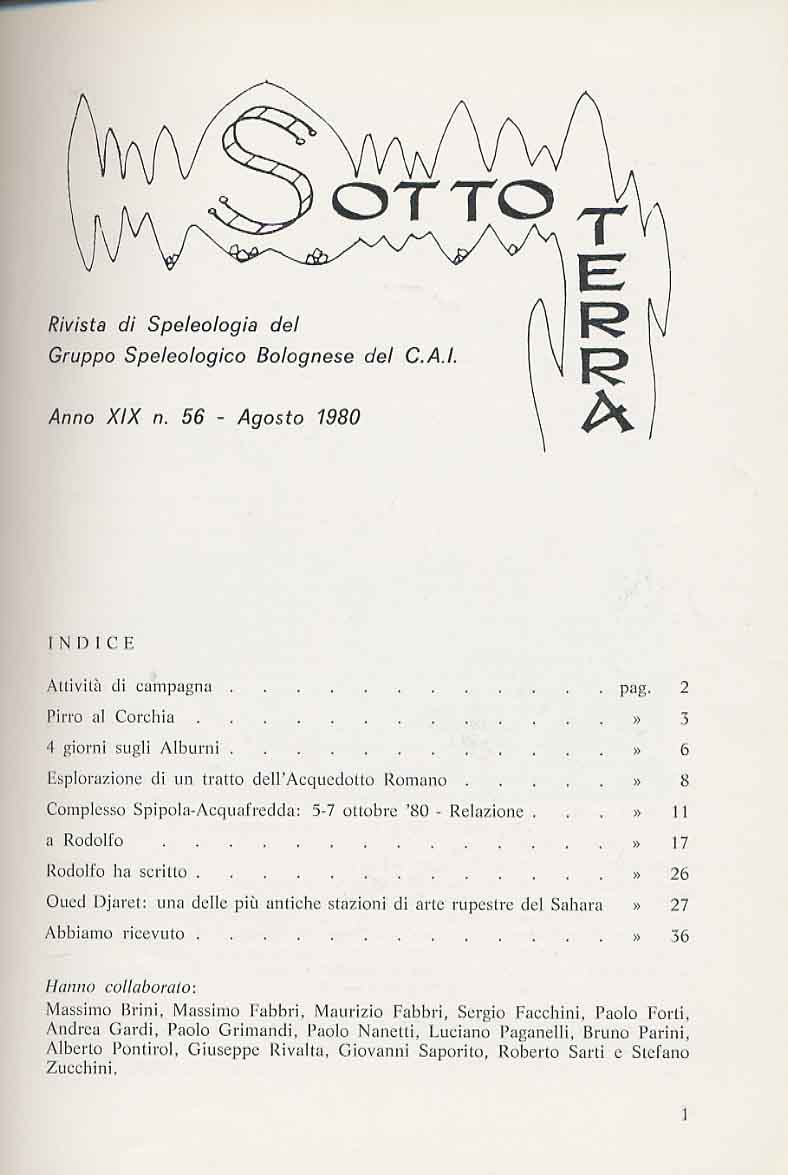 SOTTO
TERRA
Rivista di Speleologia del
Gruppo Speleologico Bolognese del C.A.I.
Anno XIX n. 56 - Agosto 1980
INDICE
Attività di campagna . . . . . . . . . . . . pag. 2
Pirro al Corchia . . . . . . . . . . . . . » 3
4 giorni sugli Alburni . . . . . . . . . . . . » 6
Esplorazione di un tratto dell'Acquedotto Romano . . . . . » 8
Complesso Spipola-Acquafredda: 5-7 ottobre '80 - Relazione . . . » 11
a Rodolfo . . . . . . . . . . . . . . » 17
Rodolfo ha scritto . . . . . . . . . . . . . » 26
Oued Djaret: una delle più antiche stazioni di arte rupestre del Sahara » 27
Abbiamo ricevuto . . . . . . . . . . . . . » 36
Hanno collaborato:
Massimo Brini, Massimo Fabbri, Maurizio Fabbri, Sergio Facchini, Paolo Forti,
Andrea Gardi, Paolo Grimandi, Paolo Nanetti, Luciano Paganelli, Bruno Parini,
Alberto Pontirol, Giuseppe Rivalta, Giovanni Saporito, Roberto Sarti e Stefano
Zucchini.
1